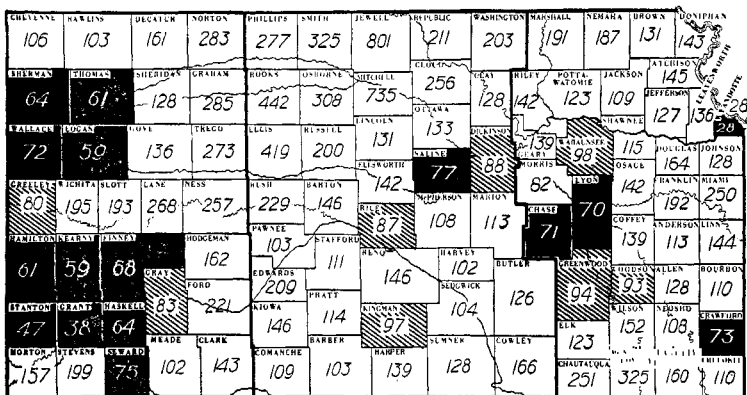 CHEYENNE RAWLINS DECATUR NORTON PHILLIPS SMITH JEWELL REPUBLIC WASHINGTON MARSHALL NEMAHA BROWN DONIPHAN
106 103 161 283 277 325 801 211 203 191 187 131 143
ATCHISON
145
CLOUD
256
SHERMAN THOMAS SHERIDAN GRAHAM ROOKS OSBORNE MITCHELL CLAY RILEY POTTA-WATOMIE JACKSON
64 61 128 285 442 308 735 128 142 123 109
JEFFERSON LEAVENWORTH
127 136 28
OTTAWA
133
SHAWNEE
115
28
WALLACE LOGAN GOVE TREGO ELLIS RUSSELL LINCOLN DICKINSON GEARY WABAUNSEE DOUGLAS JOHNSON
72 59 136 273 419 200 131 88 139 98 164 128
ELLSWORTH SALINE MORRIS LYON OSAGE FRANKLIN MIAMI
142 77 82 70 142 192 250
GREELEY WICHITA SCOTT LANE NESS RUSH BARTON
80 195 193 268 257 229 146
RICE McPHERSON MARION CHASE COFFEY ANDERSON LINN
87 108 113 71 139 113 144
HAMILTON KEARNY FINNEY HODGEMAN PAWNEE STAFFORD
61 59 68 162 103 111
RENO HARVEY BUTLER GREENWOOD WOODSON ALLEN BOURBON
146 102 126 94 93 128 110
GRAY FORD EDWARDS
83 221 209
STANTON GRANT HASKELL KIOWA PRATT KINGMAN SEDGWICK
47 38 64 146 114 97 104
ELK WILSON NEOSHO CRAWFORD
123 152 108 73
MORTON STEVENS SEWARD MEADE CLARK COMANCHE BARBER HARPER SUMNER COWLEY CHAUTAUQUA
157 199 75 102 143 109 103 139 128 166 251 325 160 110